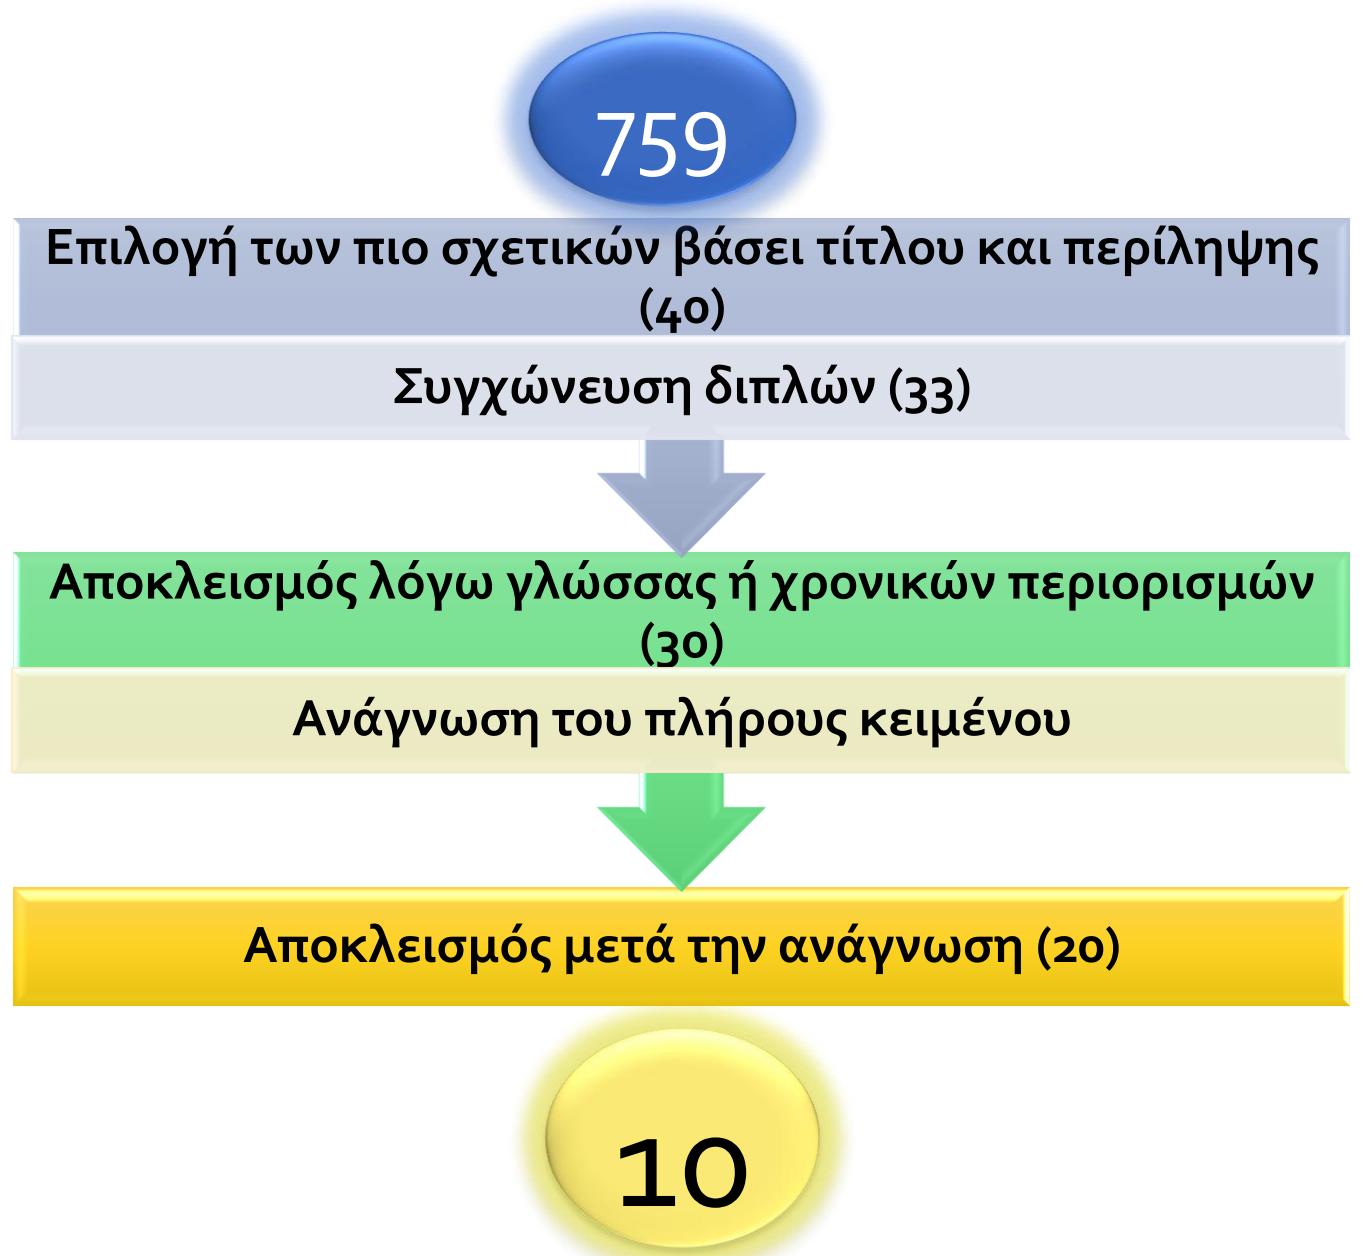 759
Επιλογή των πιο σχετικών βάσει τίτλου και περίληψης
(40)
Συγχώνευση διπλών (33)
Αποκλεισμός λόγω γλώσσας ή χρονικών περιορισμών
(30)
Ανάγνωση του πλήρους κειμένου
Αποκλεισμός μετά την ανάγνωση (20)
10